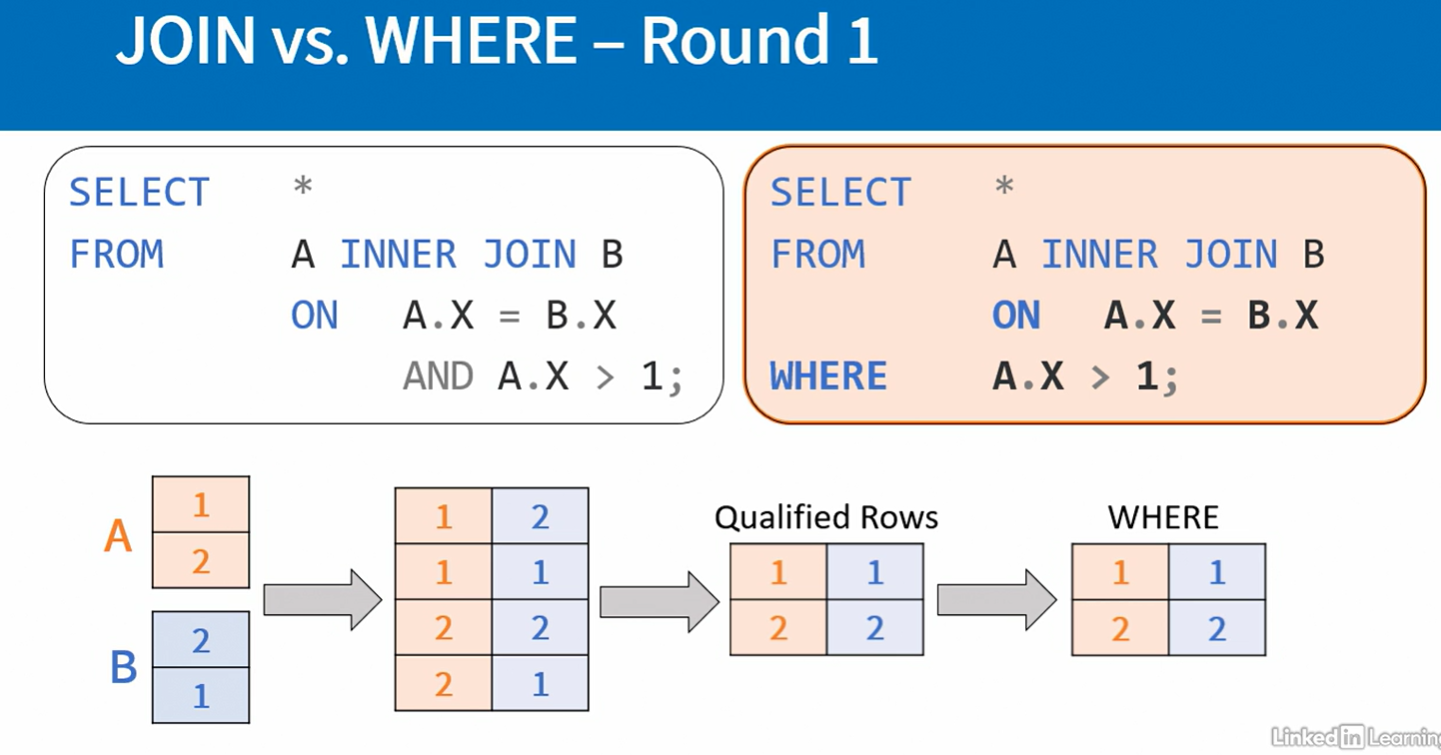 JOIN vs. WHERE – Round 1
SELECT *
FROM A INNER JOIN B
ON A.X = B.X
AND A.X > 1;
SELECT *
FROM A INNER JOIN B
ON A.X = B.X
WHERE A.X > 1;
A
1
2
B
2
1
1 2
1 1
2 2
2 1
Qualified Rows
1 1
2 2
WHERE
1 1
2 2
Linked in Learning